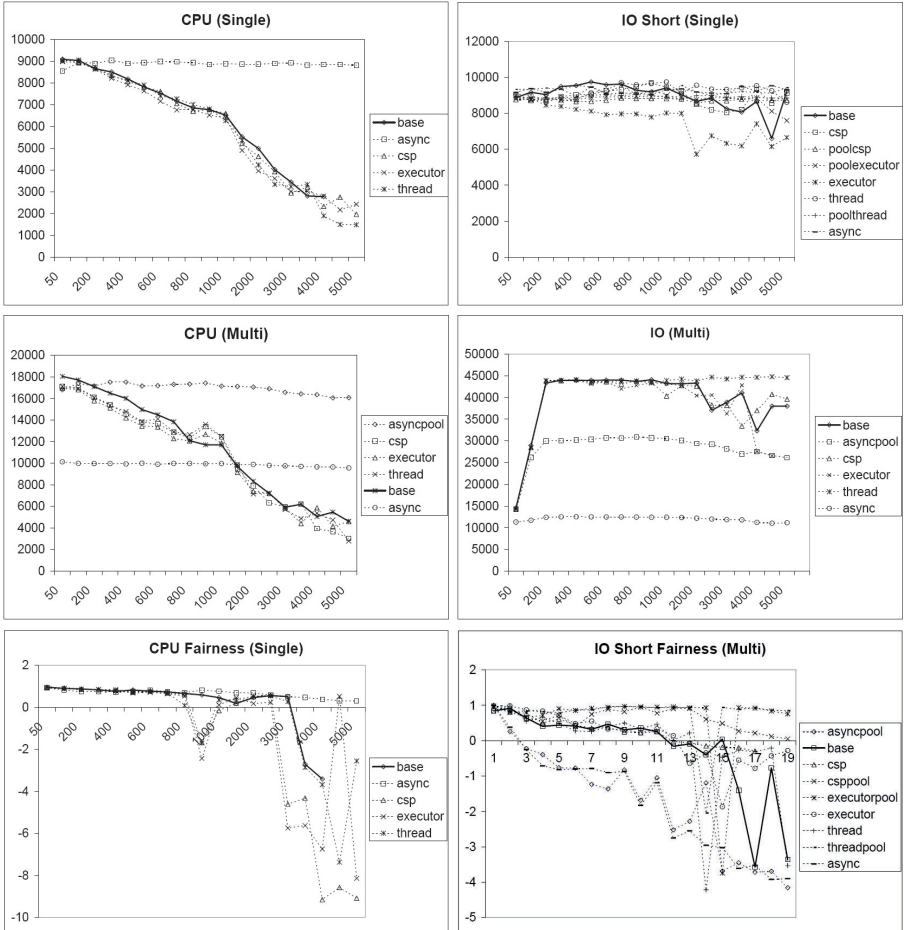 CPU (Single)
10000
9000
8000
7000
6000
5000
4000
3000
2000
1000
0
50
200
400
600
800
1000
2000
3000
4000
5000
base
async
csp
executor
thread
IO Short (Single)
12000
10000
8000
6000
4000
2000
0
50
200
400
600
800
1000
2000
3000
4000
5000
base
csp
poolcsp
poolexecutor
executor
thread
poolthread
async
CPU (Multi)
20000
18000
16000
14000
12000
10000
8000
6000
4000
2000
0
50
200
400
600
800
1000
2000
3000
4000
5000
asyncpool
csp
executor
thread
base
async
IO (Multi)
50000
45000
40000
35000
30000
25000
20000
15000
10000
5000
0
50
200
400
600
800
1000
2000
3000
4000
5000
base
asyncpool
csp
executor
thread
async
CPU Fairness (Single)
2
0
-2
-4
-6
-8
-10
50
200
400
600
800
1000
2000
3000
4000
5000
base
async
csp
executor
thread
IO Short Fairness (Multi)
2
1
0
-1
-2
-3
-4
-5
1 3 5 7 9 11 13 15 17 19
asyncpool
base
csp
csppool
executorpool
executor
thread
threadpool
async